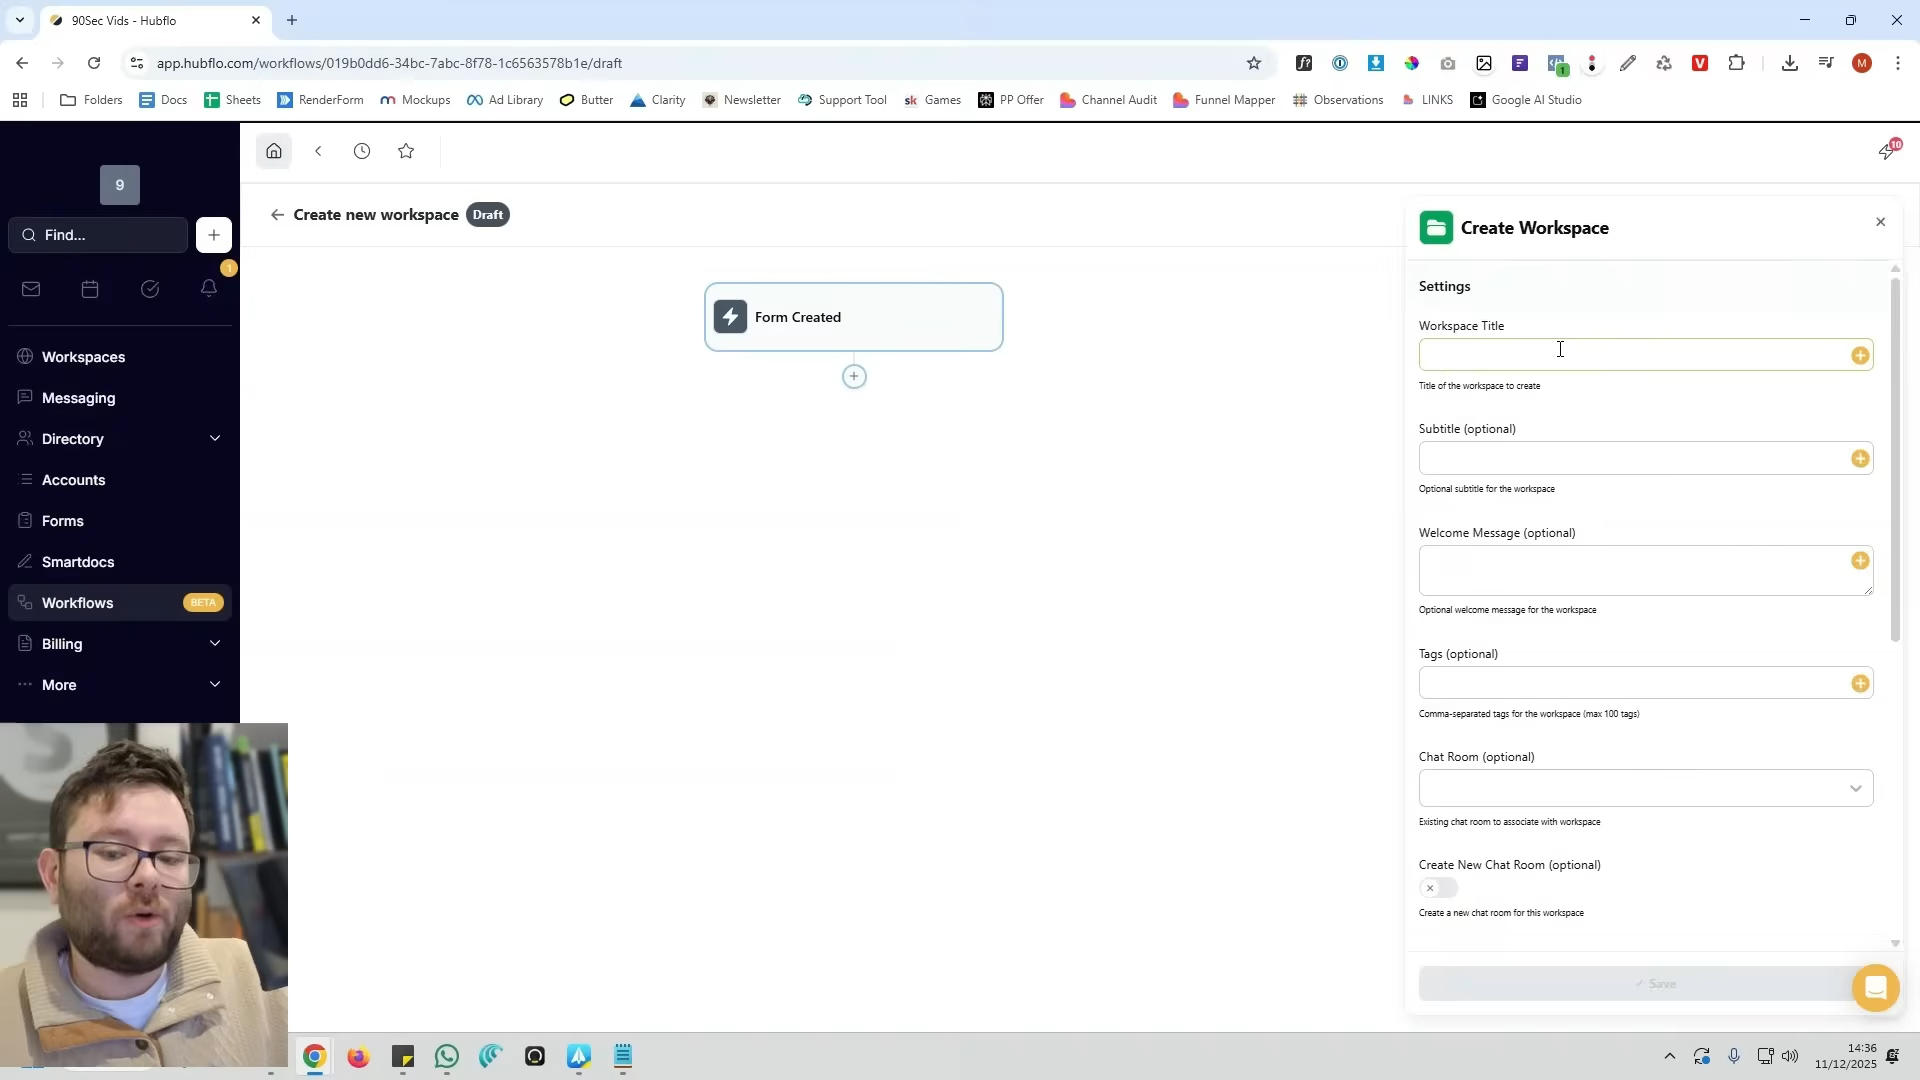 90Sec Vids - Hubflo
app.hubflo.com/workflows/019b0dd6-34bc-7abc-8f78-1c6563578b1e/draft
Folders
Docs
Sheets
RenderForm
Mockups
Ad Library
Butter
Clarity
Newsletter
Support Tool
sk Games
PP Offer
Channel Audit
Funnel Mapper
Observations
LINKS
Google AI Studio
M
1
9
Find...
1
Workspaces
Messaging
Directory
Accounts
Forms
Smartdocs
Workflows BETA
Billing
More
10
Create new workspace Draft
Form Created
Create Workspace
Settings
Workspace Title
Title of the workspace to create
Subtitle (optional)
Optional subtitle for the workspace
Welcome Message (optional)
Optional welcome message for the workspace
Tags (optional)
Comma-separated tags for the workspace (max 100 tags)
Chat Room (optional)
Existing chat room to associate with workspace
Create New Chat Room (optional)
Create a new chat room for this workspace
✓ Save
14:36
11/12/2025